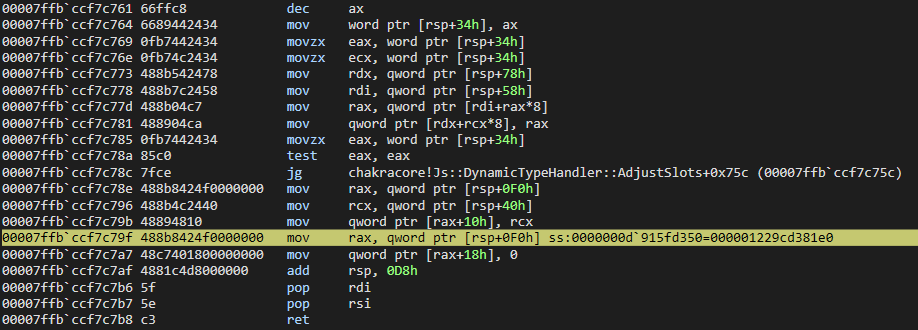 00007ffb`ccf7c761 66ffc8 dec ax
00007ffb`ccf7c764 6689442434 mov word ptr [rsp+34h], ax
00007ffb`ccf7c769 0fb7442434 movzx eax, word ptr [rsp+34h]
00007ffb`ccf7c76e 0fb74c2434 movzx ecx, word ptr [rsp+34h]
00007ffb`ccf7c773 488b542478 mov rdx, qword ptr [rsp+78h]
00007ffb`ccf7c778 488b7c2458 mov rdi, qword ptr [rsp+58h]
00007ffb`ccf7c77d 488b04c7 mov rax, qword ptr [rdi+rax*8]
00007ffb`ccf7c781 488904ca mov qword ptr [rdx+rcx*8], rax
00007ffb`ccf7c785 0fb7442434 movzx eax, word ptr [rsp+34h]
00007ffb`ccf7c78a 85c0 test eax, eax
00007ffb`ccf7c78c 7fce jg chakracore!Js::DynamicTypeHandler::AdjustSlots+0x75c (00007ffb`ccf7c75c)
00007ffb`ccf7c78e 488b8424f0000000 mov rax, qword ptr [rsp+0F0h]
00007ffb`ccf7c796 488b4c2440 mov rcx, qword ptr [rsp+40h]
00007ffb`ccf7c79b 48894810 mov qword ptr [rax+10h], rcx
00007ffb`ccf7c79f 488b8424f0000000 mov rax, qword ptr [rsp+0F0h] ss:0000000d`915fd350=000001229cd381e0
00007ffb`ccf7c7a7 48c7401800000000 mov qword ptr [rax+18h], 0
00007ffb`ccf7c7af 4881c4d8000000 add rsp, 0D8h
00007ffb`ccf7c7b6 5f pop rdi
00007ffb`ccf7c7b7 5e pop rsi
00007ffb`ccf7c7b8 c3 ret